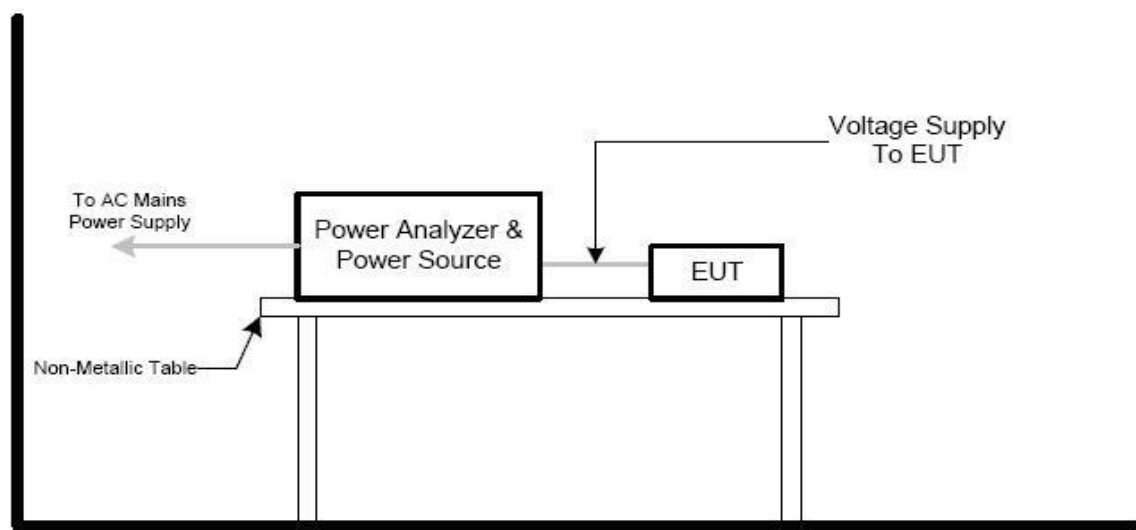 Voltage Supply
To EUT
To AC Mains
Power Supply
Power Analyzer &
Power Source
EUT
Non-Metallic Table